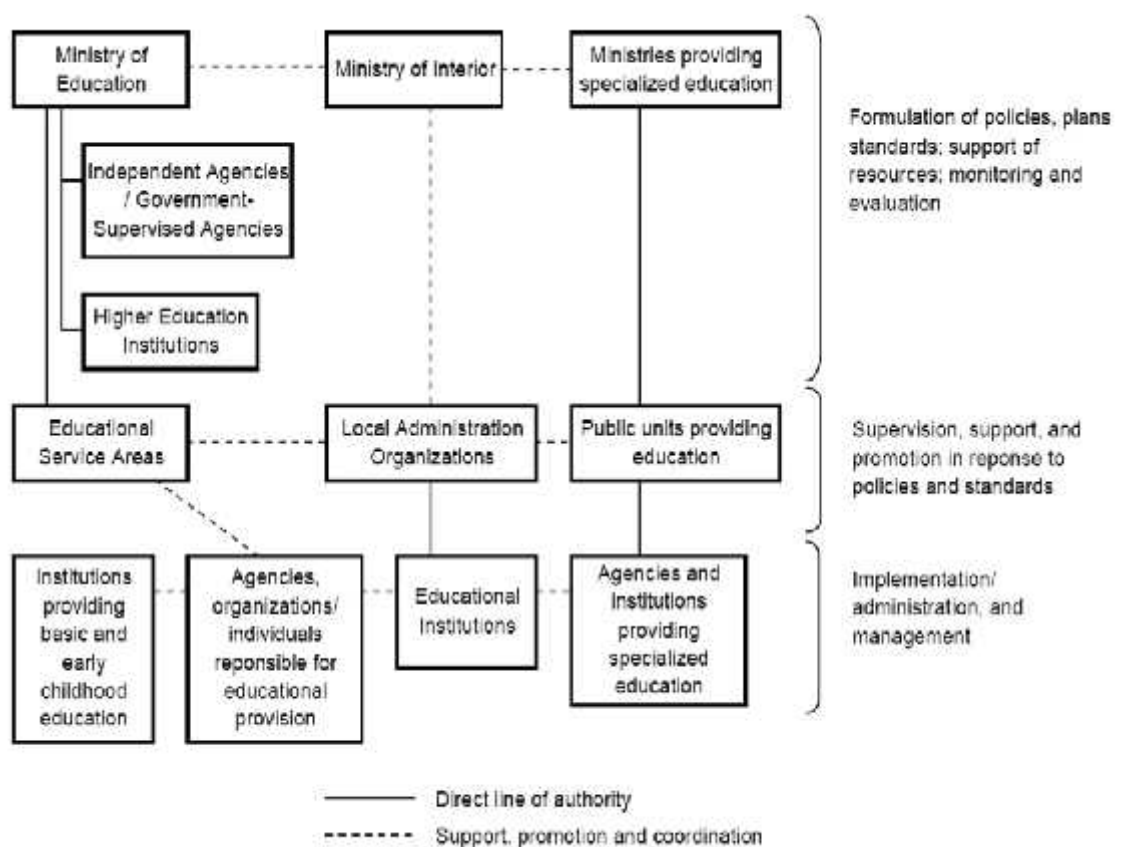 Ministry of
Education
Ministry of Interior
Ministries providing
specialized education
Formulation of policies, plans
standards; support of
resources; monitoring and
evaluation
Independent Agencies
/ Government-
Supervised Agencies
Higher Education
Institutions
Educational
Service Areas
Local Administration
Organizations
Public units providing
education
Supervision, support, and
promotion in reponse to
policies and standards
Institutions
providing
basic and
early
childhood
education
Agencies,
organizations/
individuals
reponsible for
educational
provision
Educational
Institutions
Agencies and
institutions
providing
specialized
education
Implementation/
administration, and
management
Direct line of authority
Support, promotion and coordination